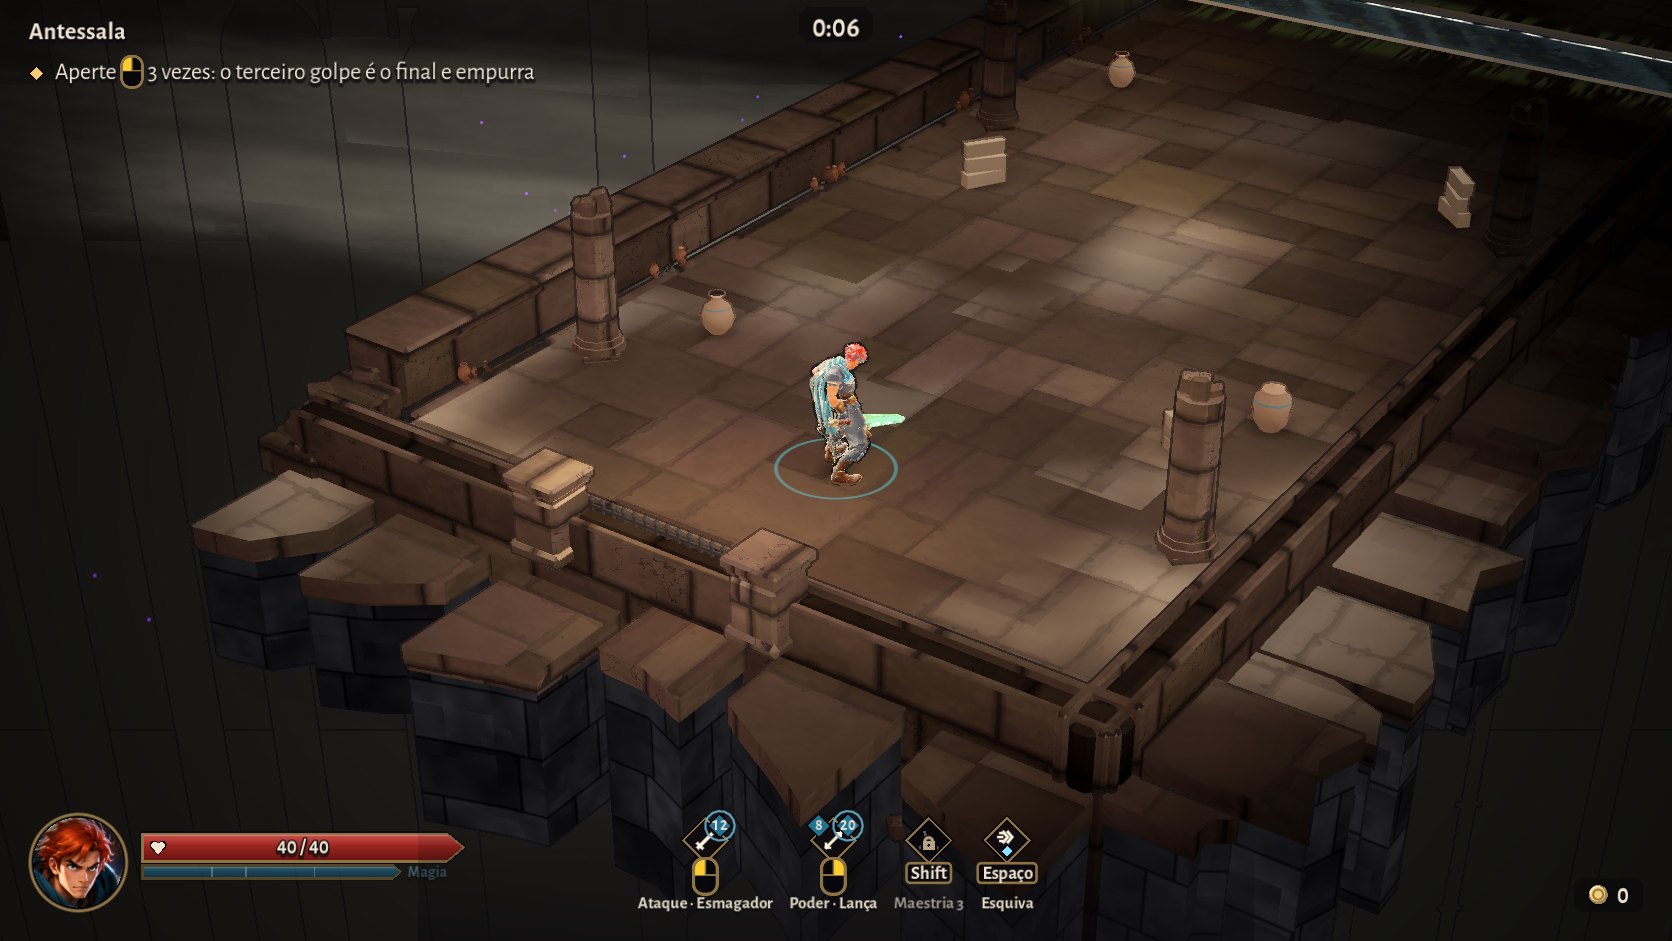 Antessala
0:06
Aperte 3 vezes: o terceiro golpe é o final e empurra
12
8 20
40/40
Magia
Shift
Espaço
Ataque · Esmagador
Poder · Lança
Maestria 3
Esquiva
0